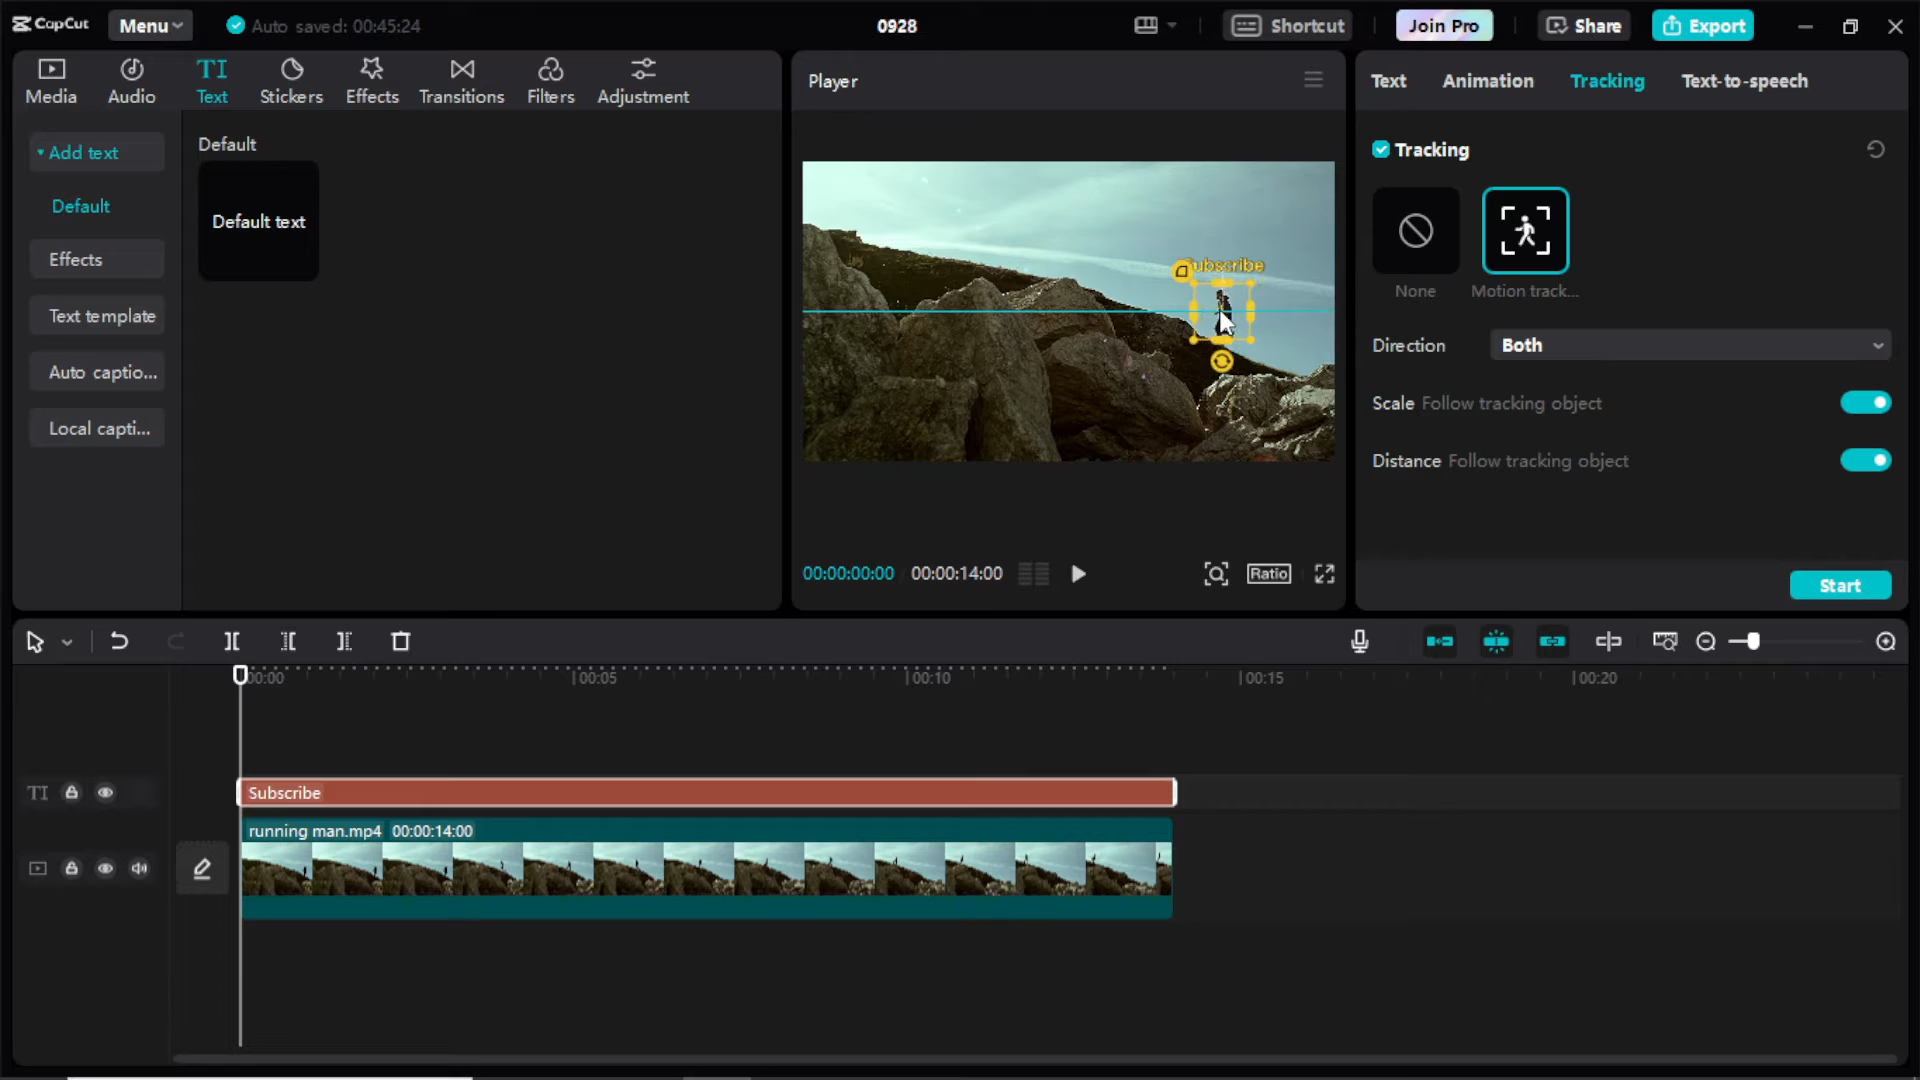 CapCut
Menu
Auto saved: 00:45:24
0928
Shortcut
Join Pro
Share
Export
Media
Audio
TI
Text
Stickers
Effects
Transitions
Filters
Adjustment
Add text
Default
Effects
Text template
Auto captio...
Local capti...
Default
Default text
Player
ubscribe
00:00:00:00
00:00:14:00
Ratio
Text
Animation
Tracking
Text-to-speech
Tracking
None
Motion track...
Direction
Both
Scale Follow tracking object
Distance Follow tracking object
Start
00:00
00:05
00:10
00:15
00:20
TI
Subscribe
running man.mp4 00:00:14:00